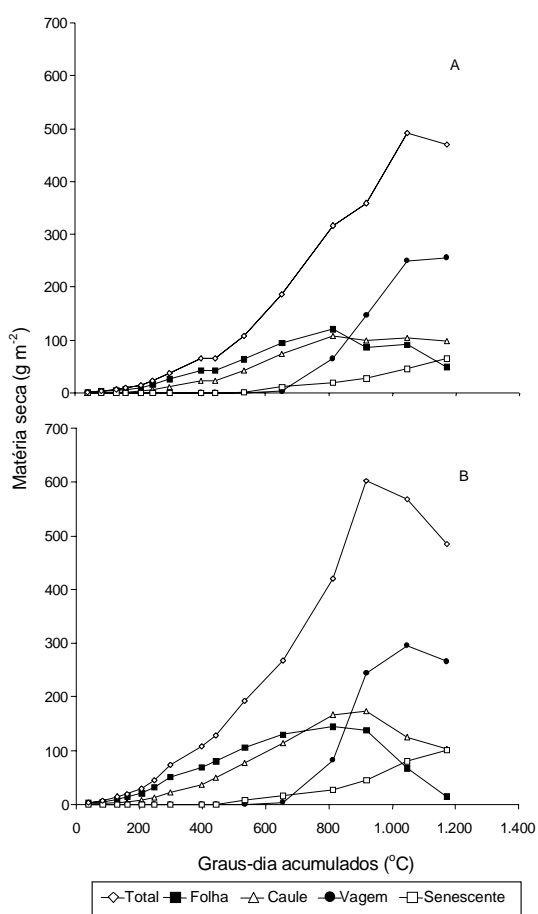 700
A
600
500
400
300
200
100
0
Matéria seca (g m-2)
700
B
600
500
400
300
200
100
0
0 200 400 600 800 1.000 1.200 1.400
Graus-dia acumulados (oC)
Total Folha Caule Vagem Senescente